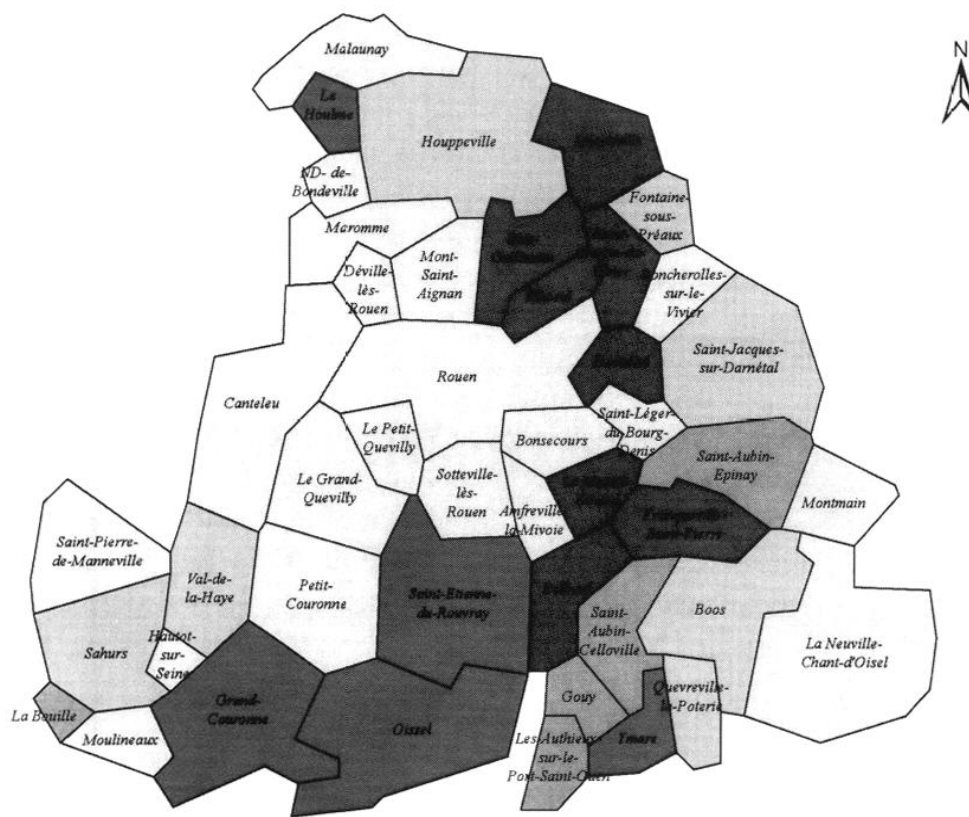 N
Malaunay
Le
Houlme
Houppeville
ND- de-
Bondeville
Fontaine-
sous-
Préaux
Maromme
Mont-
Saint-
Aignan
Déville-
lès-
Rouen
Roncherolles-
sur-le-
Vivier
Saint-Jacques-
sur-Darnétal
Rouen
Canteleu
Le Petit-
Quevilly
Bonsecours
Saint-Léger-
du-Bourg-
Denis
Saint-Aubin-
Epinay
Le Grand-
Quevilly
Sotteville-
lès-
Rouen
Amfreville-
la-Mivoie
Montmain
Franqueville-
Saint-Pierre
Saint-Pierre-
de-Manneville
Val-de-
la-Haye
Petit-
Couronne
Saint-Etienne-
du-Rouvray
Saint-
Aubin-
Celloville
Boos
La Neuville-
Chant-d'Oisel
Sahurs
Hautot-
sur-
Seine
Grand-
Couronne
Oissel
Gouy
Quevreville-
la-Poterie
La Bouille
Moulineaux
Les Authieux-
sur-le-
Port-Saint-Ouen
Ymare